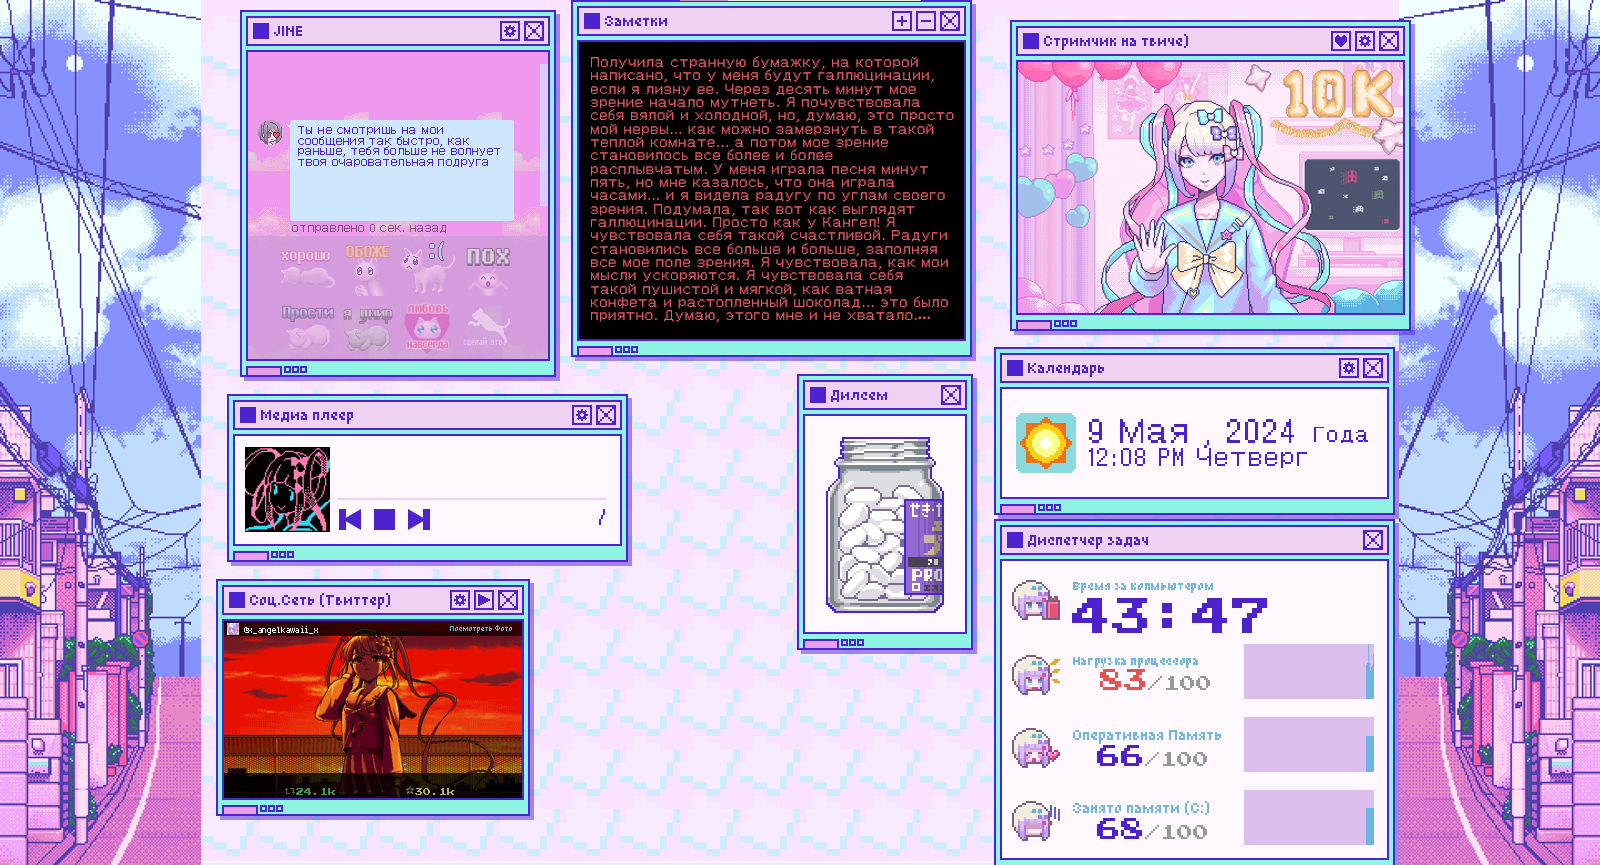 JINE
Ты не смотришь на мои
сообщения так быстро, как
раньше, тебя больше не волнует
твоя очаровательная подруга
отправлено 0 сек. назад
хорошо
ОБОЖЕ
:(
ПОХ
Прости
я умир
любовь
навсегда
сделай это
Заметки
Получила странную бумажку, на которой
написано, что у меня будут галлюцинации,
если я лизну ее. Через десять минут мое
зрение начало мутнеть. Я почувствовала
себя вялой и холодной, но, думаю, это просто
мой нервы... как можно замерзнуть в такой
теплой комнате... а потом мое зрение
становилось все более и более
расплывчатым. У меня играла песня минут
пять, но мне казалось, что она играла
часами... и я видела радугу по углам своего
зрения. Подумала, так вот как выглядят
галлюцинации. Просто как у Кангел! Я
чувствовала себя такой счастливой. Радуги
становились все больше и больше, заполняя
все мое поле зрения. Я чувствовала, как мои
мысли ускоряются. Я чувствовала себя
такой пушистой и мягкой, как ватная
конфета и растопленный шоколад... это было
приятно. Думаю, этого мне и не хватало....
Стримчик на твиче)
10K
Медиа плеер
/
Дилсем
PRO
Календарь
9 Мая , 2024 Года
12:08 PM Четверг
Соц.Сеть (Твиттер)
@x_angelkawaii_x
Посмотреть Фото
24.1k
30.1k
Диспетчер задач
Время за копмьютером
43:47
Нагрузка процессора
83/100
Оперативная Память
66/100
Занято памяти (C:)
68/100